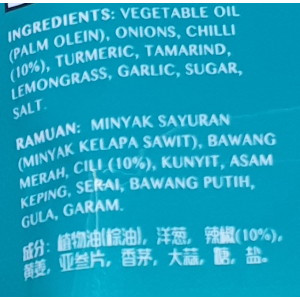 INGREDIENTS: VEGETABLE OIL
(PALM OLEIN), ONIONS, CHILLI
(10%), TURMERIC, TAMARIND,
LEMONGRASS, GARLIC, SUGAR,
SALT.
RAMUAN: MINYAK SAYURAN
(MINYAK KELAPA SAWIT), BAWANG
MERAH, CILI (10%), KUNYIT, ASAM
KEPING, SERAI, BAWANG PUTIH,
GULA, GARAM.
成分: 植物油(棕油), 洋葱, 辣椒(10%),
黄姜, 亚参片, 香茅, 大蒜, 糖, 盐.